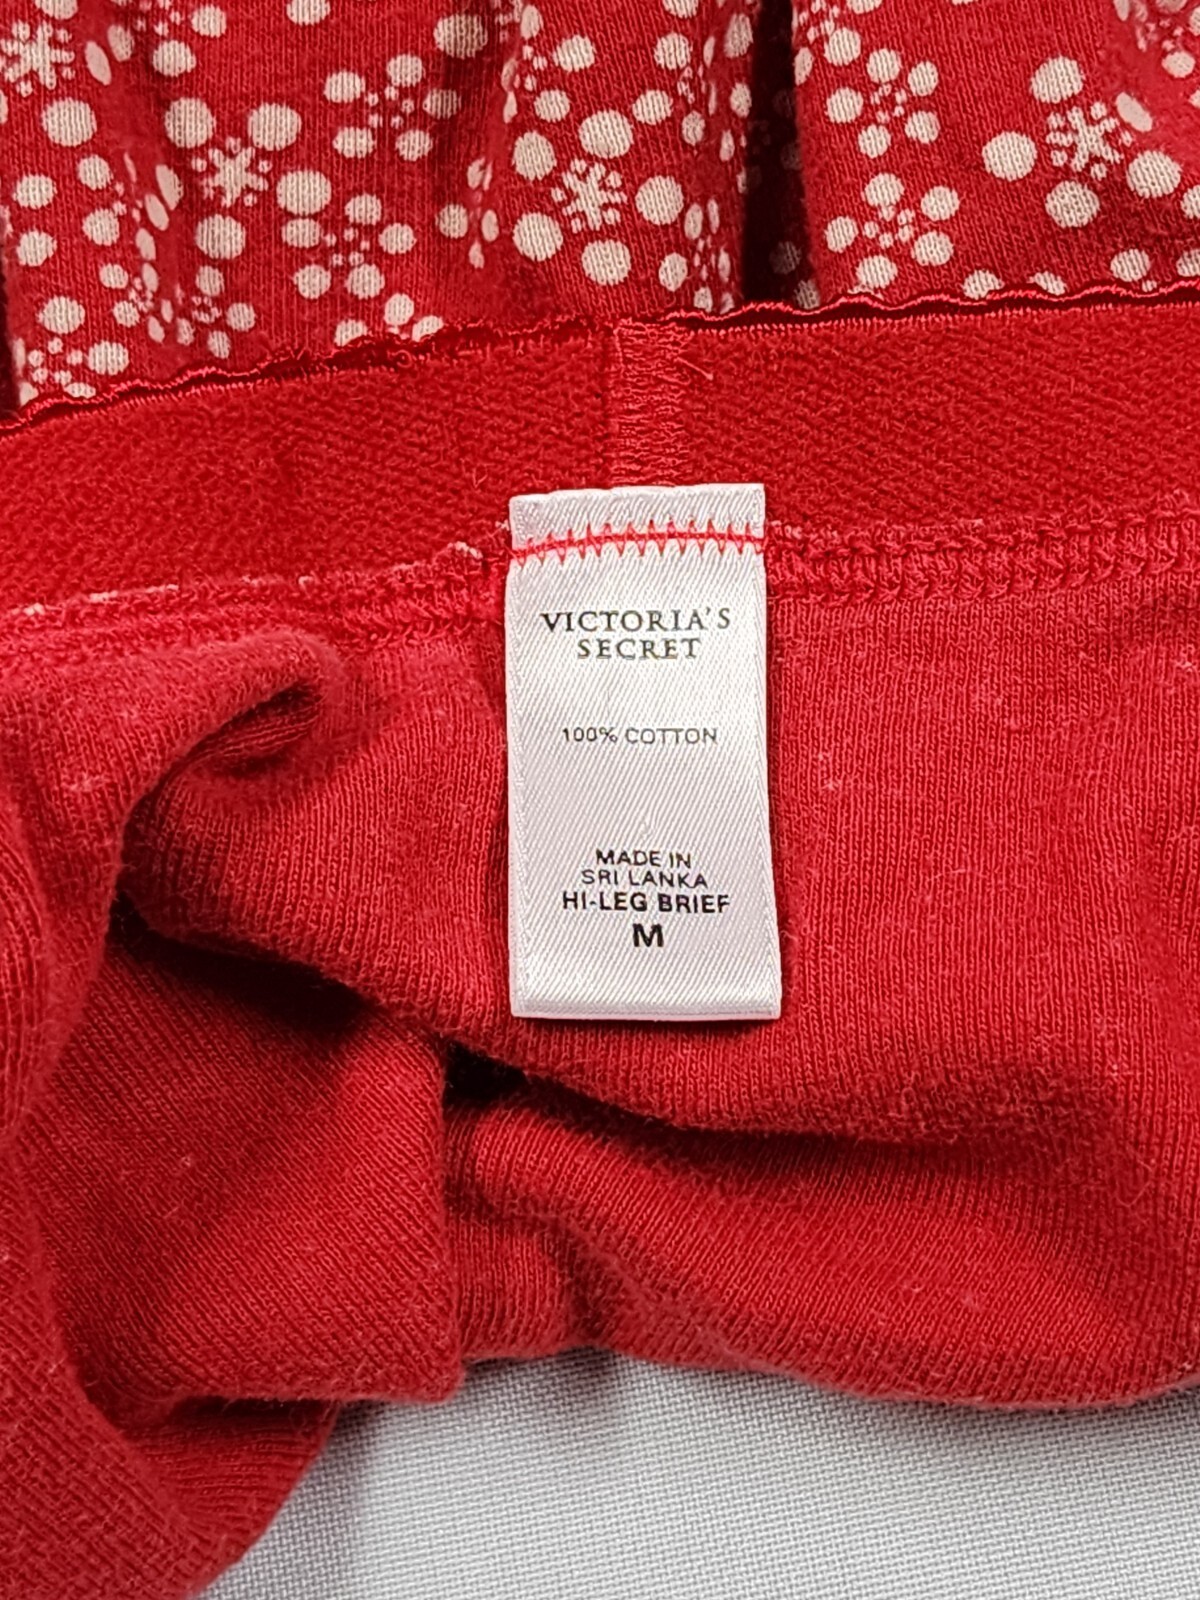 VICTORIA'S
SECRET
100% COTTON
MADE IN
SRI LANKA
HI-LEG BRIEF
M